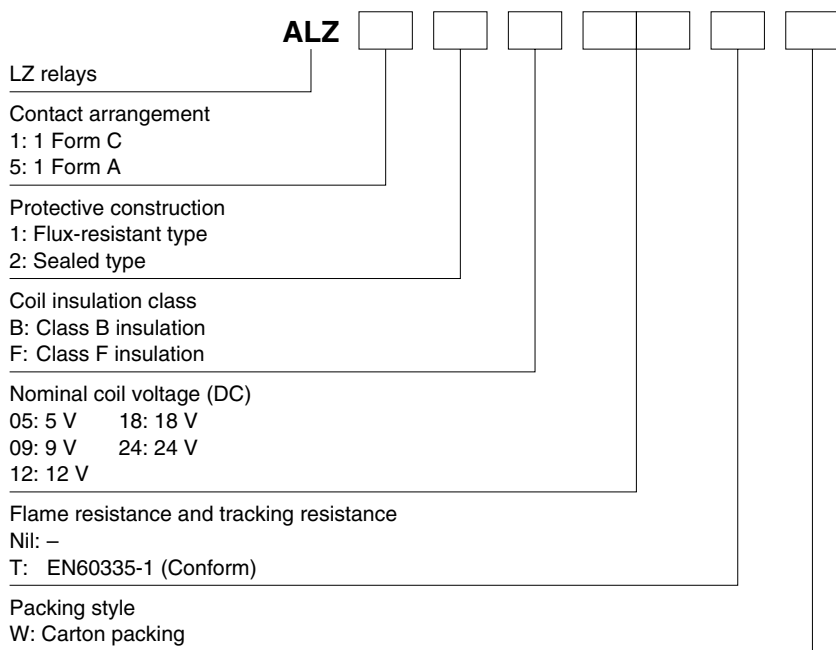 ALZ
LZ relays
Contact arrangement
1: 1 Form C
5: 1 Form A
Protective construction
1: Flux-resistant type
2: Sealed type
Coil insulation class
B: Class B insulation
F: Class F insulation
Nominal coil voltage (DC)
05: 5 V 18: 18 V
09: 9 V 24: 24 V
12: 12 V
Flame resistance and tracking resistance
Nil: –
T: EN60335-1 (Conform)
Packing style
W: Carton packing